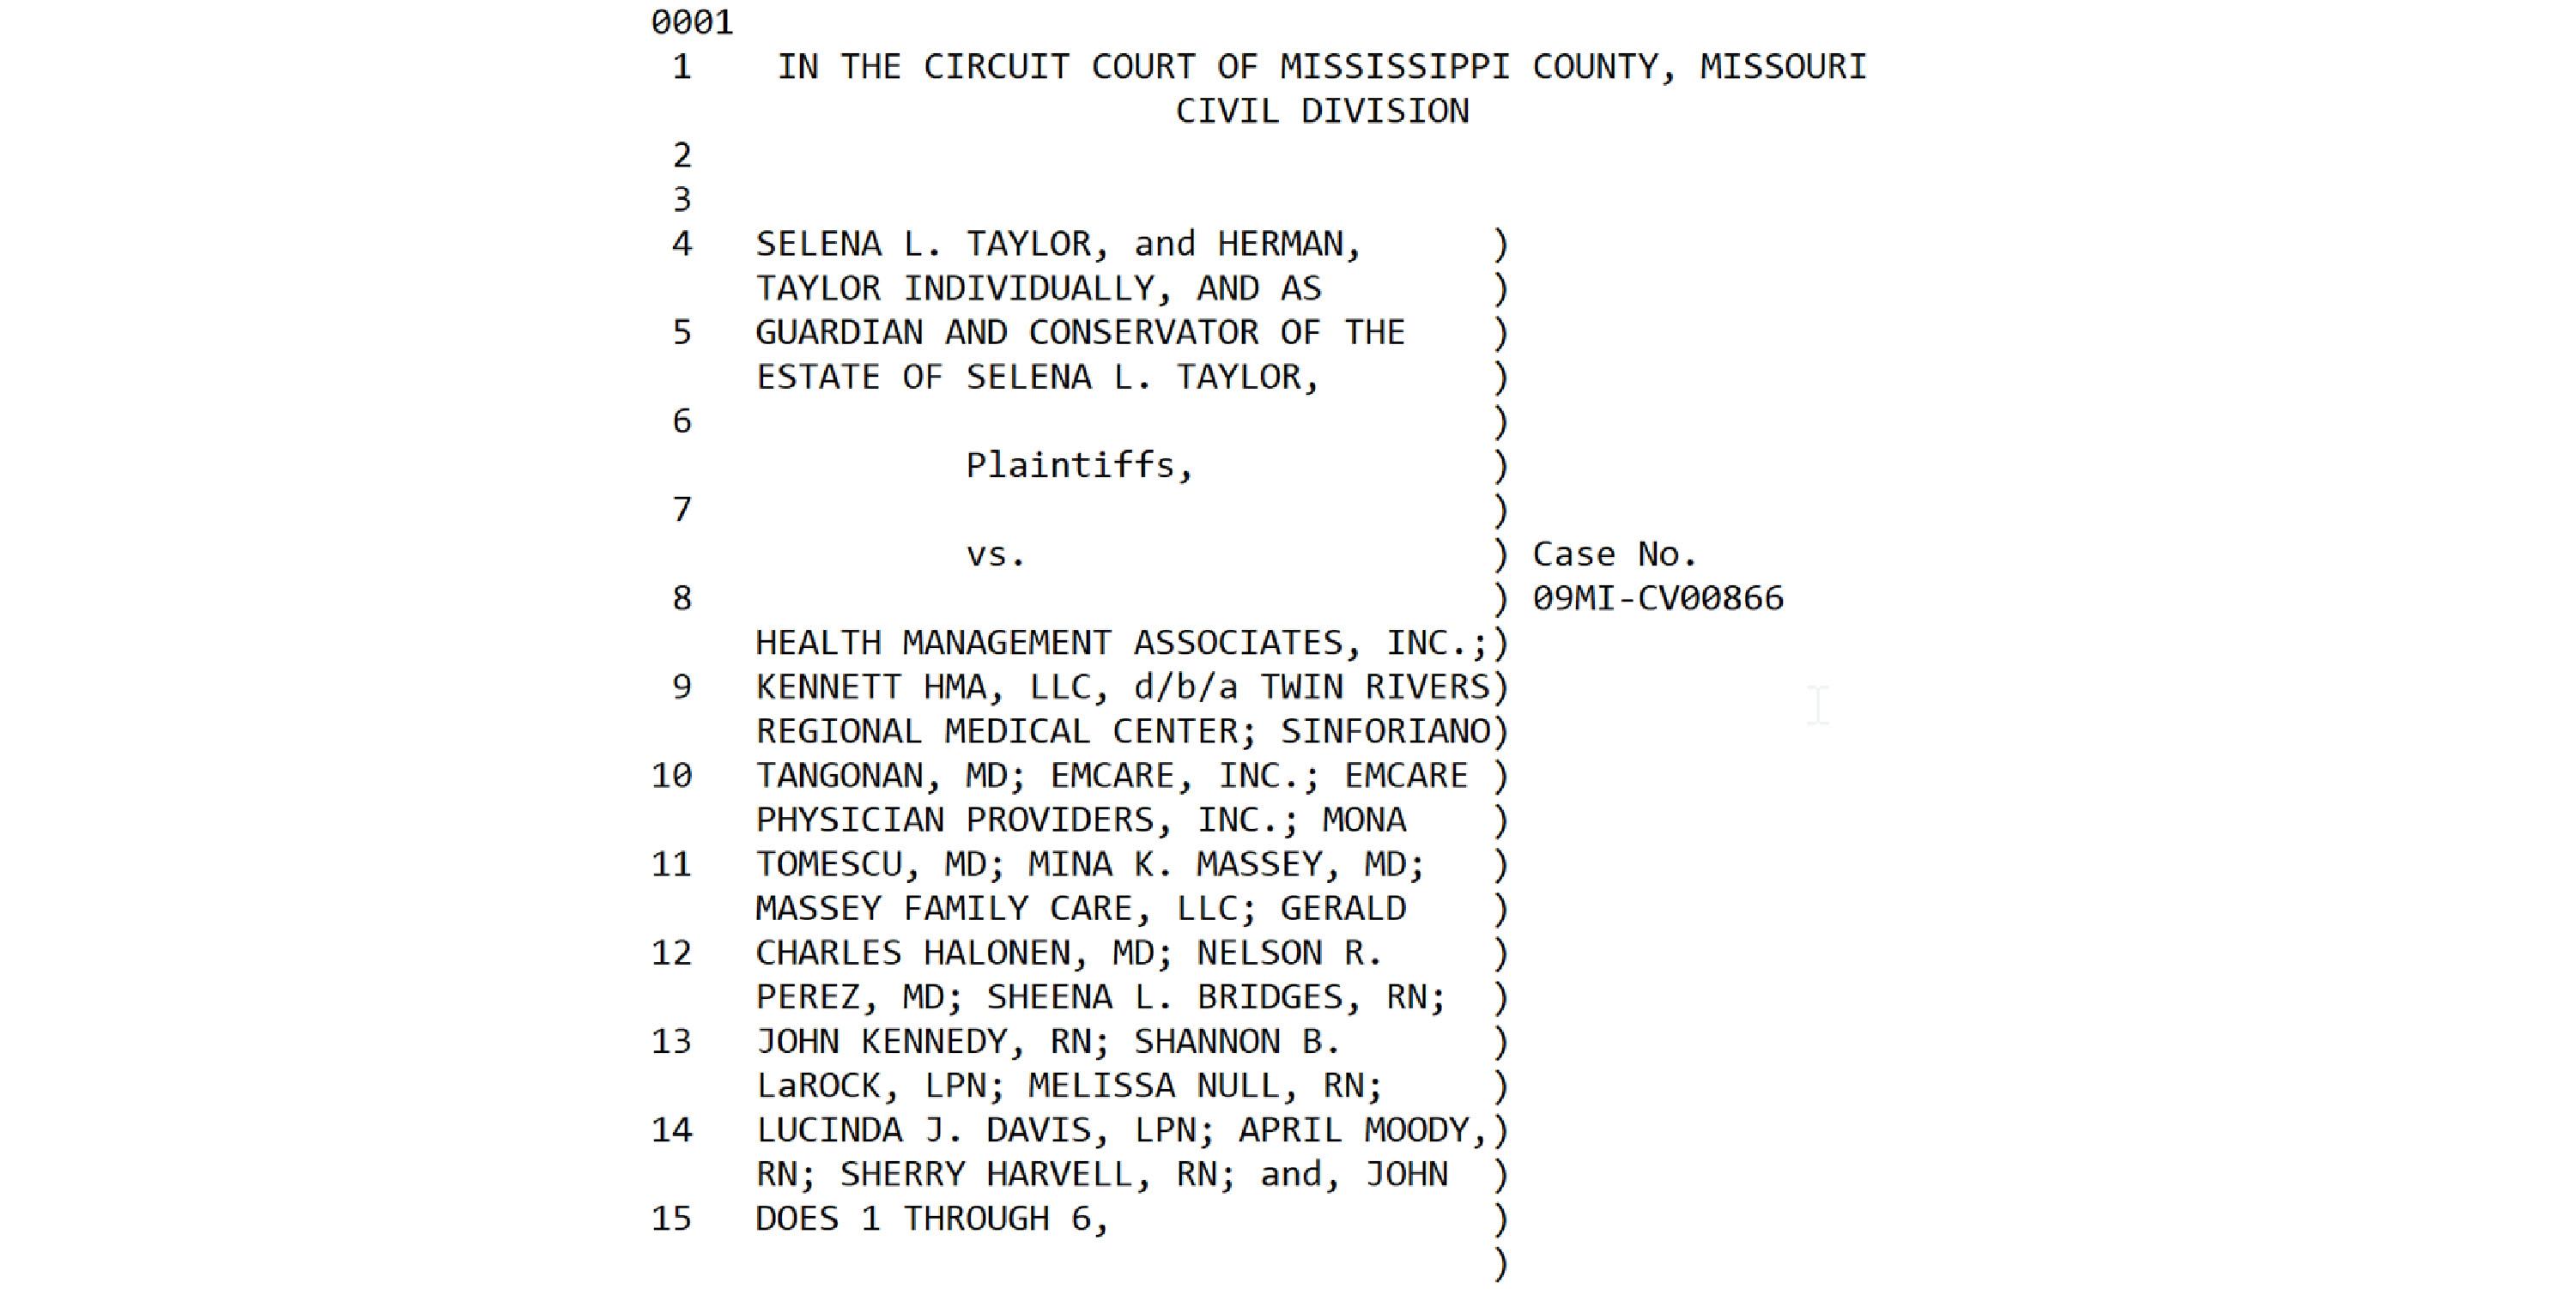 0001
1 IN THE CIRCUIT COURT OF MISSISSIPPI COUNTY, MISSOURI
CIVIL DIVISION
2
3
4 SELENA L. TAYLOR, and HERMAN, )
TAYLOR INDIVIDUALLY, AND AS )
5 GUARDIAN AND CONSERVATOR OF THE )
ESTATE OF SELENA L. TAYLOR, )
6 )
Plaintiffs, )
7 )
vs. ) Case No.
8 ) 09MI-CV00866
HEALTH MANAGEMENT ASSOCIATES, INC.;)
9 KENNETT HMA, LLC, d/b/a TWIN RIVERS)
REGIONAL MEDICAL CENTER; SINFORIANO)
10 TANGONAN, MD; EMCARE, INC.; EMCARE )
PHYSICIAN PROVIDERS, INC.; MONA )
11 TOMESCU, MD; MINA K. MASSEY, MD; )
MASSEY FAMILY CARE, LLC; GERALD )
12 CHARLES HALONEN, MD; NELSON R. )
PEREZ, MD; SHEENA L. BRIDGES, RN; )
13 JOHN KENNEDY, RN; SHANNON B. )
LaROCK, LPN; MELISSA NULL, RN; )
14 LUCINDA J. DAVIS, LPN; APRIL MOODY,)
RN; SHERRY HARVELL, RN; and, JOHN )
15 DOES 1 THROUGH 6, )
)